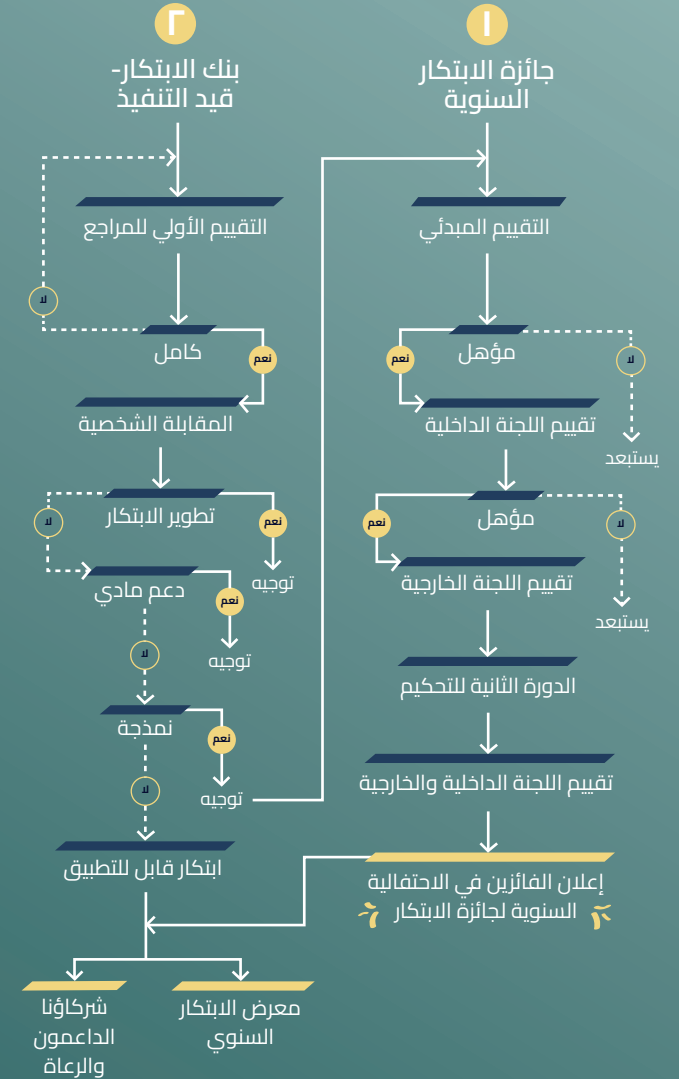 ١
جائزة الابتكار
السنوية
التقييم المبدئي
مؤهل
نعم
لا
يستبعد
تقييم اللجنة الداخلية
مؤهل
نعم
لا
يستبعد
تقييم اللجنة الخارجية
الدورة الثانية للتحكيم
تقييم اللجنة الداخلية والخارجية
إعلان الفائزين في الاحتفالية
السنوية لجائزة الابتكار
٢
بنك الابتكار-
قيد التنفيذ
التقييم الأولي للمراجع
لا
كامل
نعم
المقابلة الشخصية
تطوير الابتكار
نعم
لا
توجيه
دعم مادي
نعم
توجيه
لا
نمذجة
نعم
توجيه
لا
ابتكار قابل للتطبيق
معرض الابتكار
السنوي
شركاؤنا
الداعمون
والرعاة